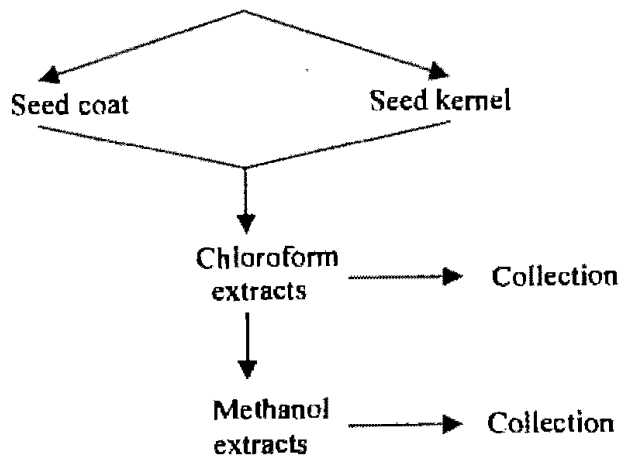 Seed coat
Seed kernel
Chloroform
extracts
Collection
Methanol
extracts
Collection